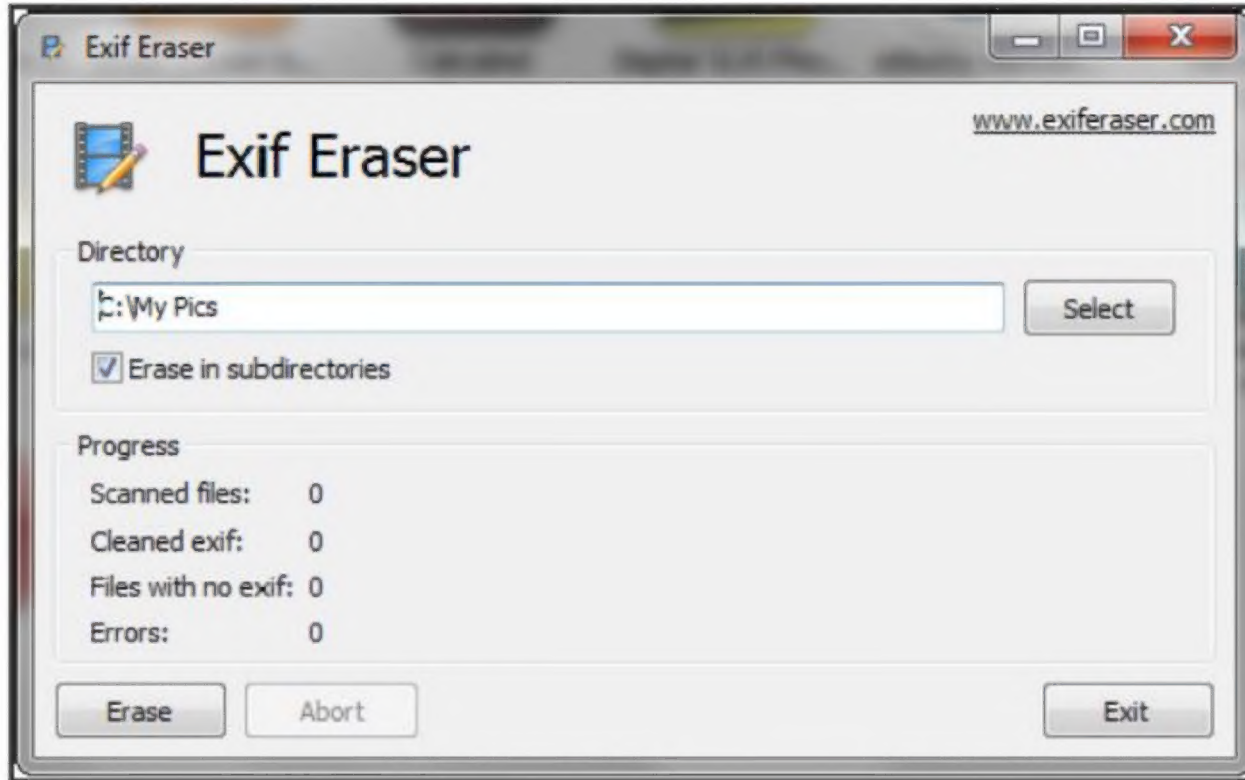 Exif Eraser
www.exiferaser.com
Exif Eraser
Directory
C:\My Pics
Select
Erase in subdirectories
Progress
Scanned files: 0
Cleaned exif: 0
Files with no exif: 0
Errors: 0
Erase
Abort
Exit